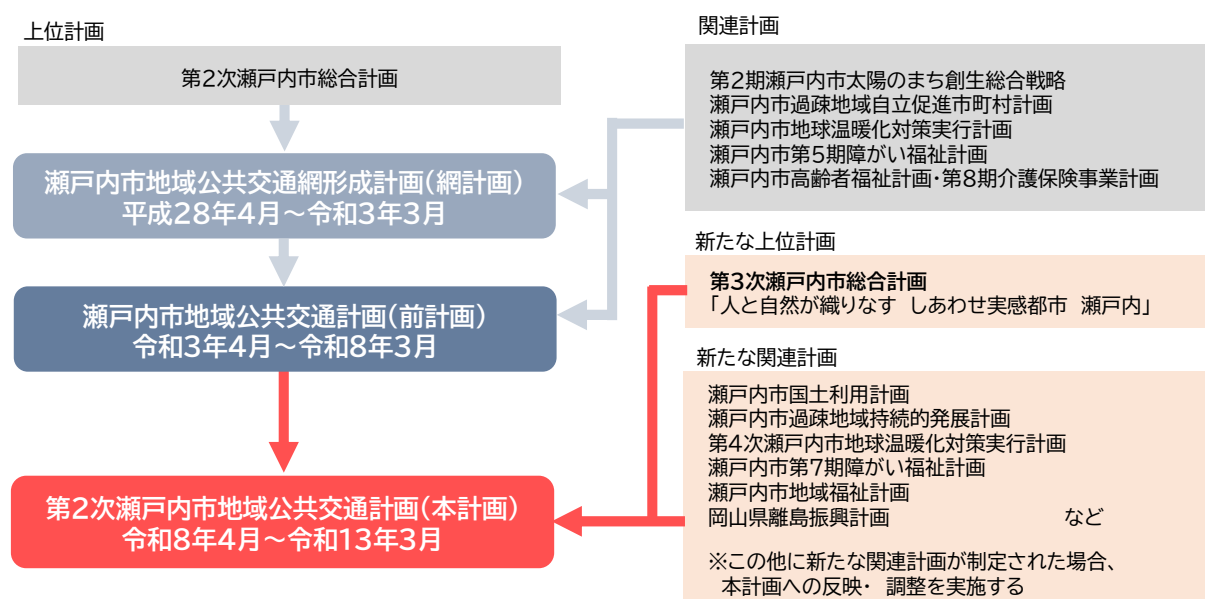 上位計画
第2次瀬戸内市総合計画
瀬戸内市地域公共交通網形成計画(網計画)
平成28年4月～令和3年3月
瀬戸内市地域公共交通計画(前計画)
令和3年4月～令和8年3月
第2次瀬戸内市地域公共交通計画(本計画)
令和8年4月～令和13年3月
関連計画
第2期瀬戸内市太陽のまち創生総合戦略
瀬戸内市過疎地域自立促進市町村計画
瀬戸内市地球温暖化対策実行計画
瀬戸内市第5期障がい福祉計画
瀬戸内市高齢者福祉計画・第8期介護保険事業計画
新たな上位計画
第3次瀬戸内市総合計画
「人と自然が織りなす しあわせ実感都市 瀬戸内」
新たな関連計画
瀬戸内市国土利用計画
瀬戸内市過疎地域持続的発展計画
第4次瀬戸内市地球温暖化対策実行計画
瀬戸内市第7期障がい福祉計画
瀬戸内市地域福祉計画
岡山県離島振興計画 など
※この他に新たな関連計画が制定された場合、
本計画への反映・ 調整を実施する